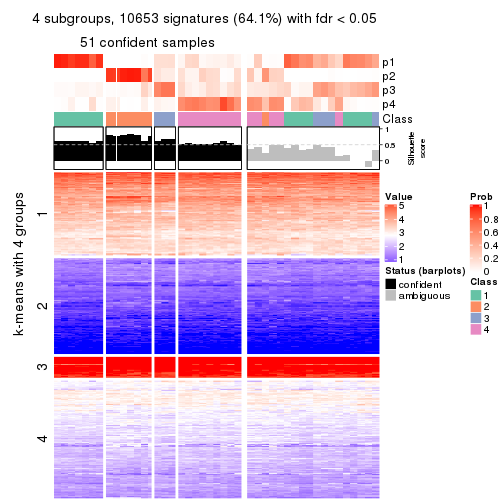 4 subgroups, 10653 signatures (64.1%) with fdr < 0.05
51 confident samples
p1
p2
p3
p4
Class
1
0.5
0
Silhouette
score
k-means with 4 groups
1
2
3
4
Value
5
4
3
2
1
Status (barplots)
confident
ambiguous
Prob
1
0.8
0.6
0.4
0.2
0
Class
1
2
3
4